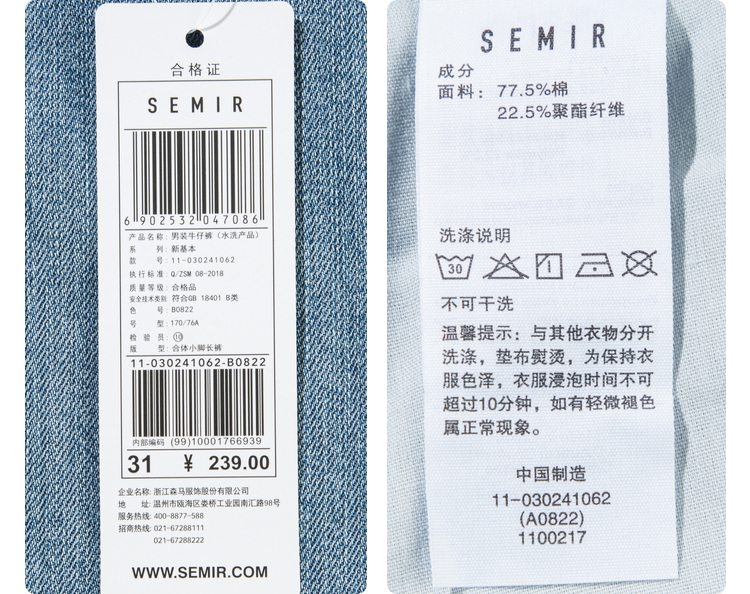 合格证
SEMIR
6 902532 047086
产品名称: 男装牛仔裤（水洗产品）
系 列: 新基本
款 号: 11-030241062
执行标准: Q/ZSM 08-2018
质量等级: 合格品
安全技术类别: 符合GB 18401 B类
色 号: B0822
号 型: 170/76A
检 验 员: ⑩
版 型: 合体小脚长裤
11-030241062-B0822
内部编码 (99)10001766939
31 ¥ 239.00
企业名称: 浙江森马服饰股份有限公司
地 址: 温州市瓯海区娄桥工业园南汇路98号
服务热线: 400-8877-588
招商热线: 021-67288111
021-67288222
WWW.SEMIR.COM
SEMIR
成分
面料: 77.5%棉
22.5%聚酯纤维
洗涤说明
30
不可干洗
温馨提示: 与其他衣物分开
洗涤，垫布熨烫，为保持衣
服色泽，衣服浸泡时间不可
超过10分钟，如有轻微褪色
属正常现象。
中国制造
11-030241062
(A0822)
1100217